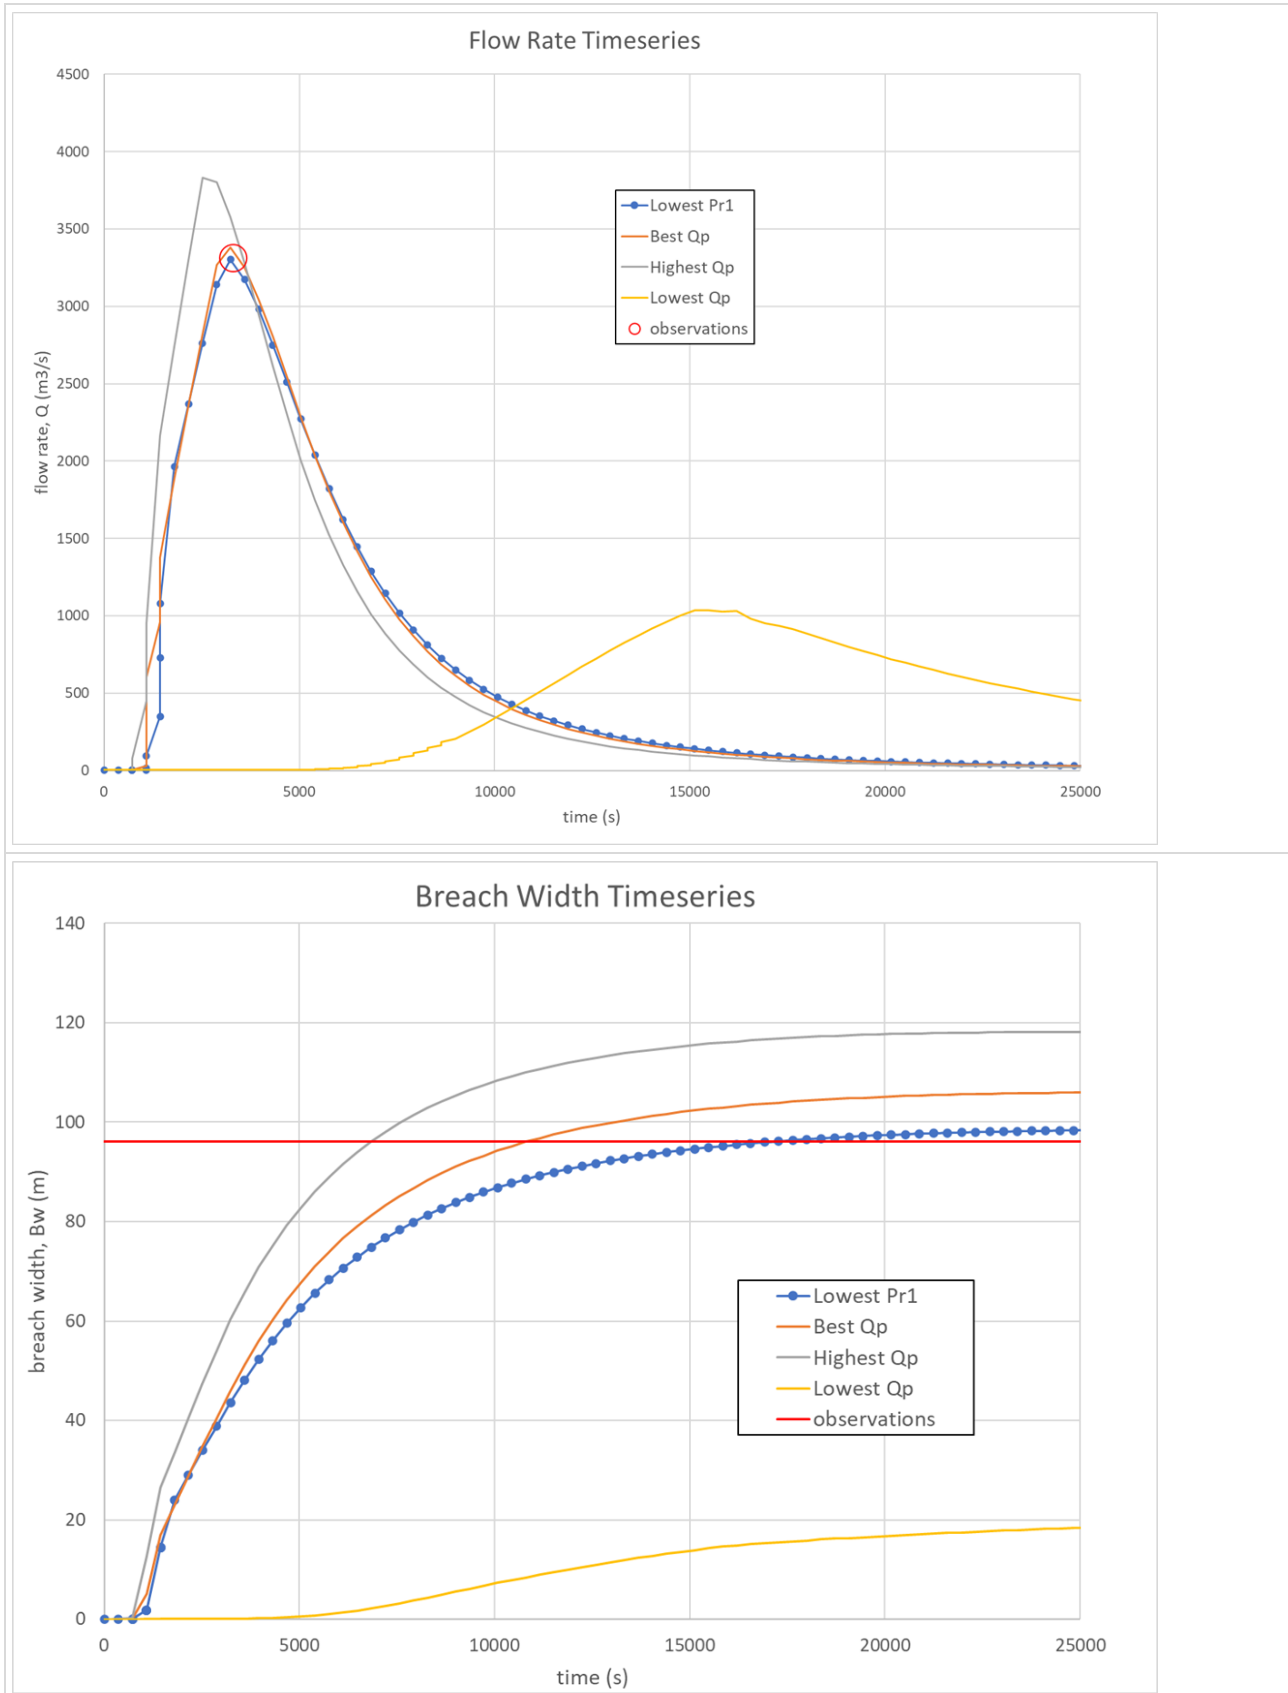 Flow Rate Timeseries
4500
4000
3500
3000
2500
2000
1500
1000
500
0
flow rate, Q (m3/s)
Lowest Pr1
Best Qp
Highest Qp
Lowest Qp
observations
0 5000 10000 15000 20000 25000
time (s)
Breach Width Timeseries
140
120
100
80
60
40
20
0
breach width, Bw (m)
Lowest Pr1
Best Qp
Highest Qp
Lowest Qp
observations
0 5000 10000 15000 20000 25000
time (s)